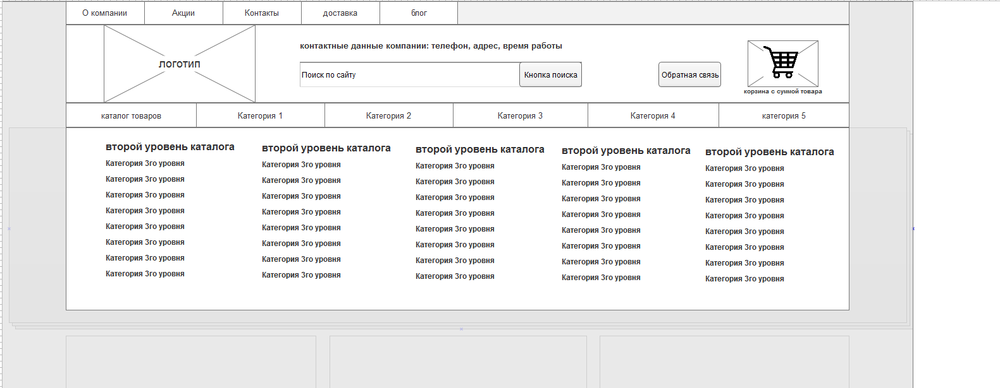 О компании
Акции
Контакты
доставка
блог
ЛОГОТИП
контактные данные компании: телефон, адрес, время работы
Поиск по сайту
Кнопка поиска
Обратная связь
корзина с суммой товара
каталог товаров
Категория 1
Категория 2
Категория 3
Категория 4
категория 5
второй уровень каталога
Категория 3го уровня
Категория 3го уровня
Категория 3го уровня
Категория 3го уровня
Категория 3го уровня
Категория 3го уровня
Категория 3го уровня
Категория 3го уровня
второй уровень каталога
Категория 3го уровня
Категория 3го уровня
Категория 3го уровня
Категория 3го уровня
Категория 3го уровня
Категория 3го уровня
Категория 3го уровня
Категория 3го уровня
второй уровень каталога
Категория 3го уровня
Категория 3го уровня
Категория 3го уровня
Категория 3го уровня
Категория 3го уровня
Категория 3го уровня
Категория 3го уровня
Категория 3го уровня
второй уровень каталога
Категория 3го уровня
Категория 3го уровня
Категория 3го уровня
Категория 3го уровня
Категория 3го уровня
Категория 3го уровня
Категория 3го уровня
Категория 3го уровня
второй уровень каталога
Категория 3го уровня
Категория 3го уровня
Категория 3го уровня
Категория 3го уровня
Категория 3го уровня
Категория 3го уровня
Категория 3го уровня
Категория 3го уровня